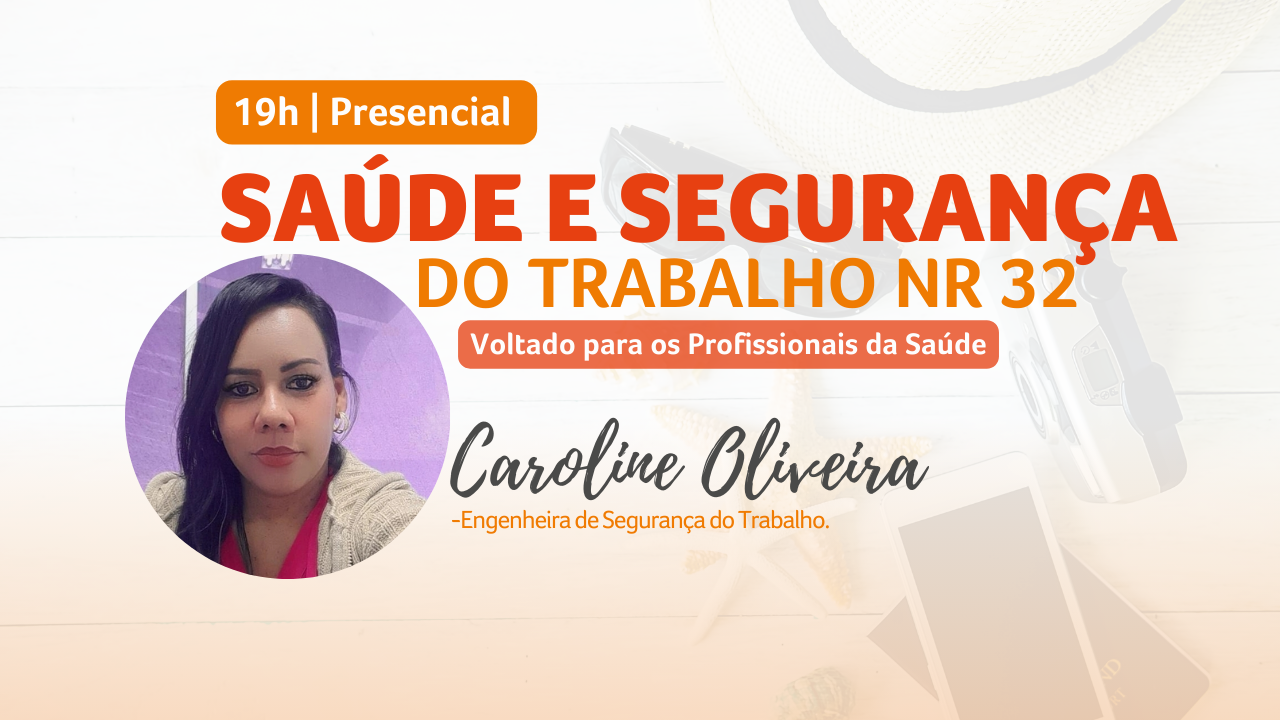 19h | Presencial
SAÚDE E SEGURANÇA
DO TRABALHO NR 32
Voltado para os Profissionais da Saúde
Caroline Oliveira
-Engenheira de Segurança do Trabalho.